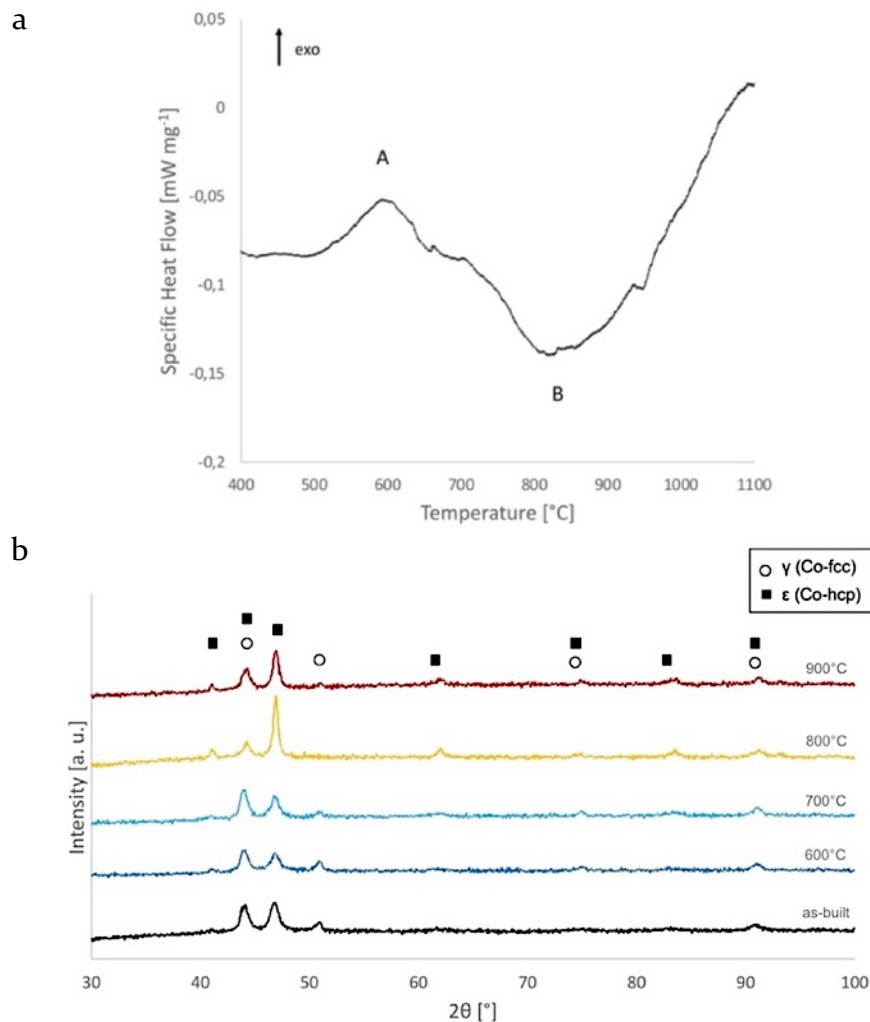 a
0,05
exo
0
A
-0,05
-0,1
-0,15
B
-0,2
Specific Heat Flow [mW mg⁻¹]
400 500 600 700 800 900 1000 1100
Temperature [°C]
b
γ (Co-fcc)
ε (Co-hcp)
900°C
800°C
700°C
600°C
as-built
Intensity [a. u.]
30 40 50 60 70 80 90 100
2θ [°]